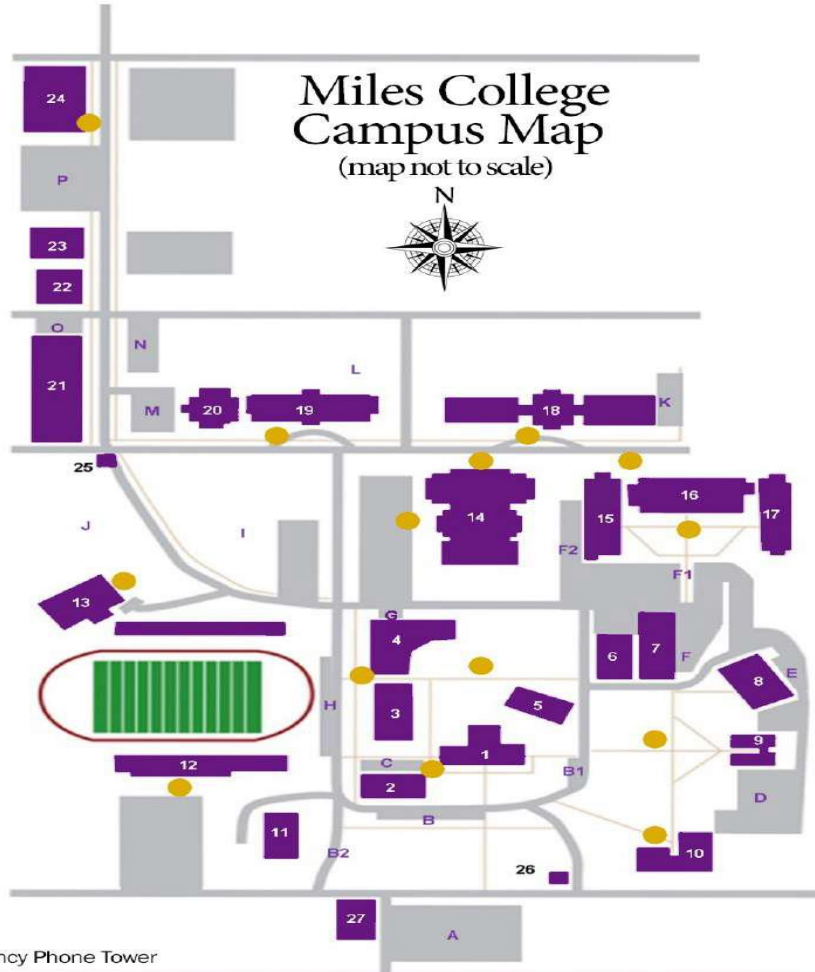 Miles College
Campus Map
(map not to scale)
N
24
P
23
22
O
N
21
L
M
20
19
18
K
25
16
15
17
14
J
I
F2
F1
13
G
4
6
7
F
8
E
H
3
5
1
9
12
C
2
B1
D
B
11
B2
10
26
27
A
ncy Phone Tower